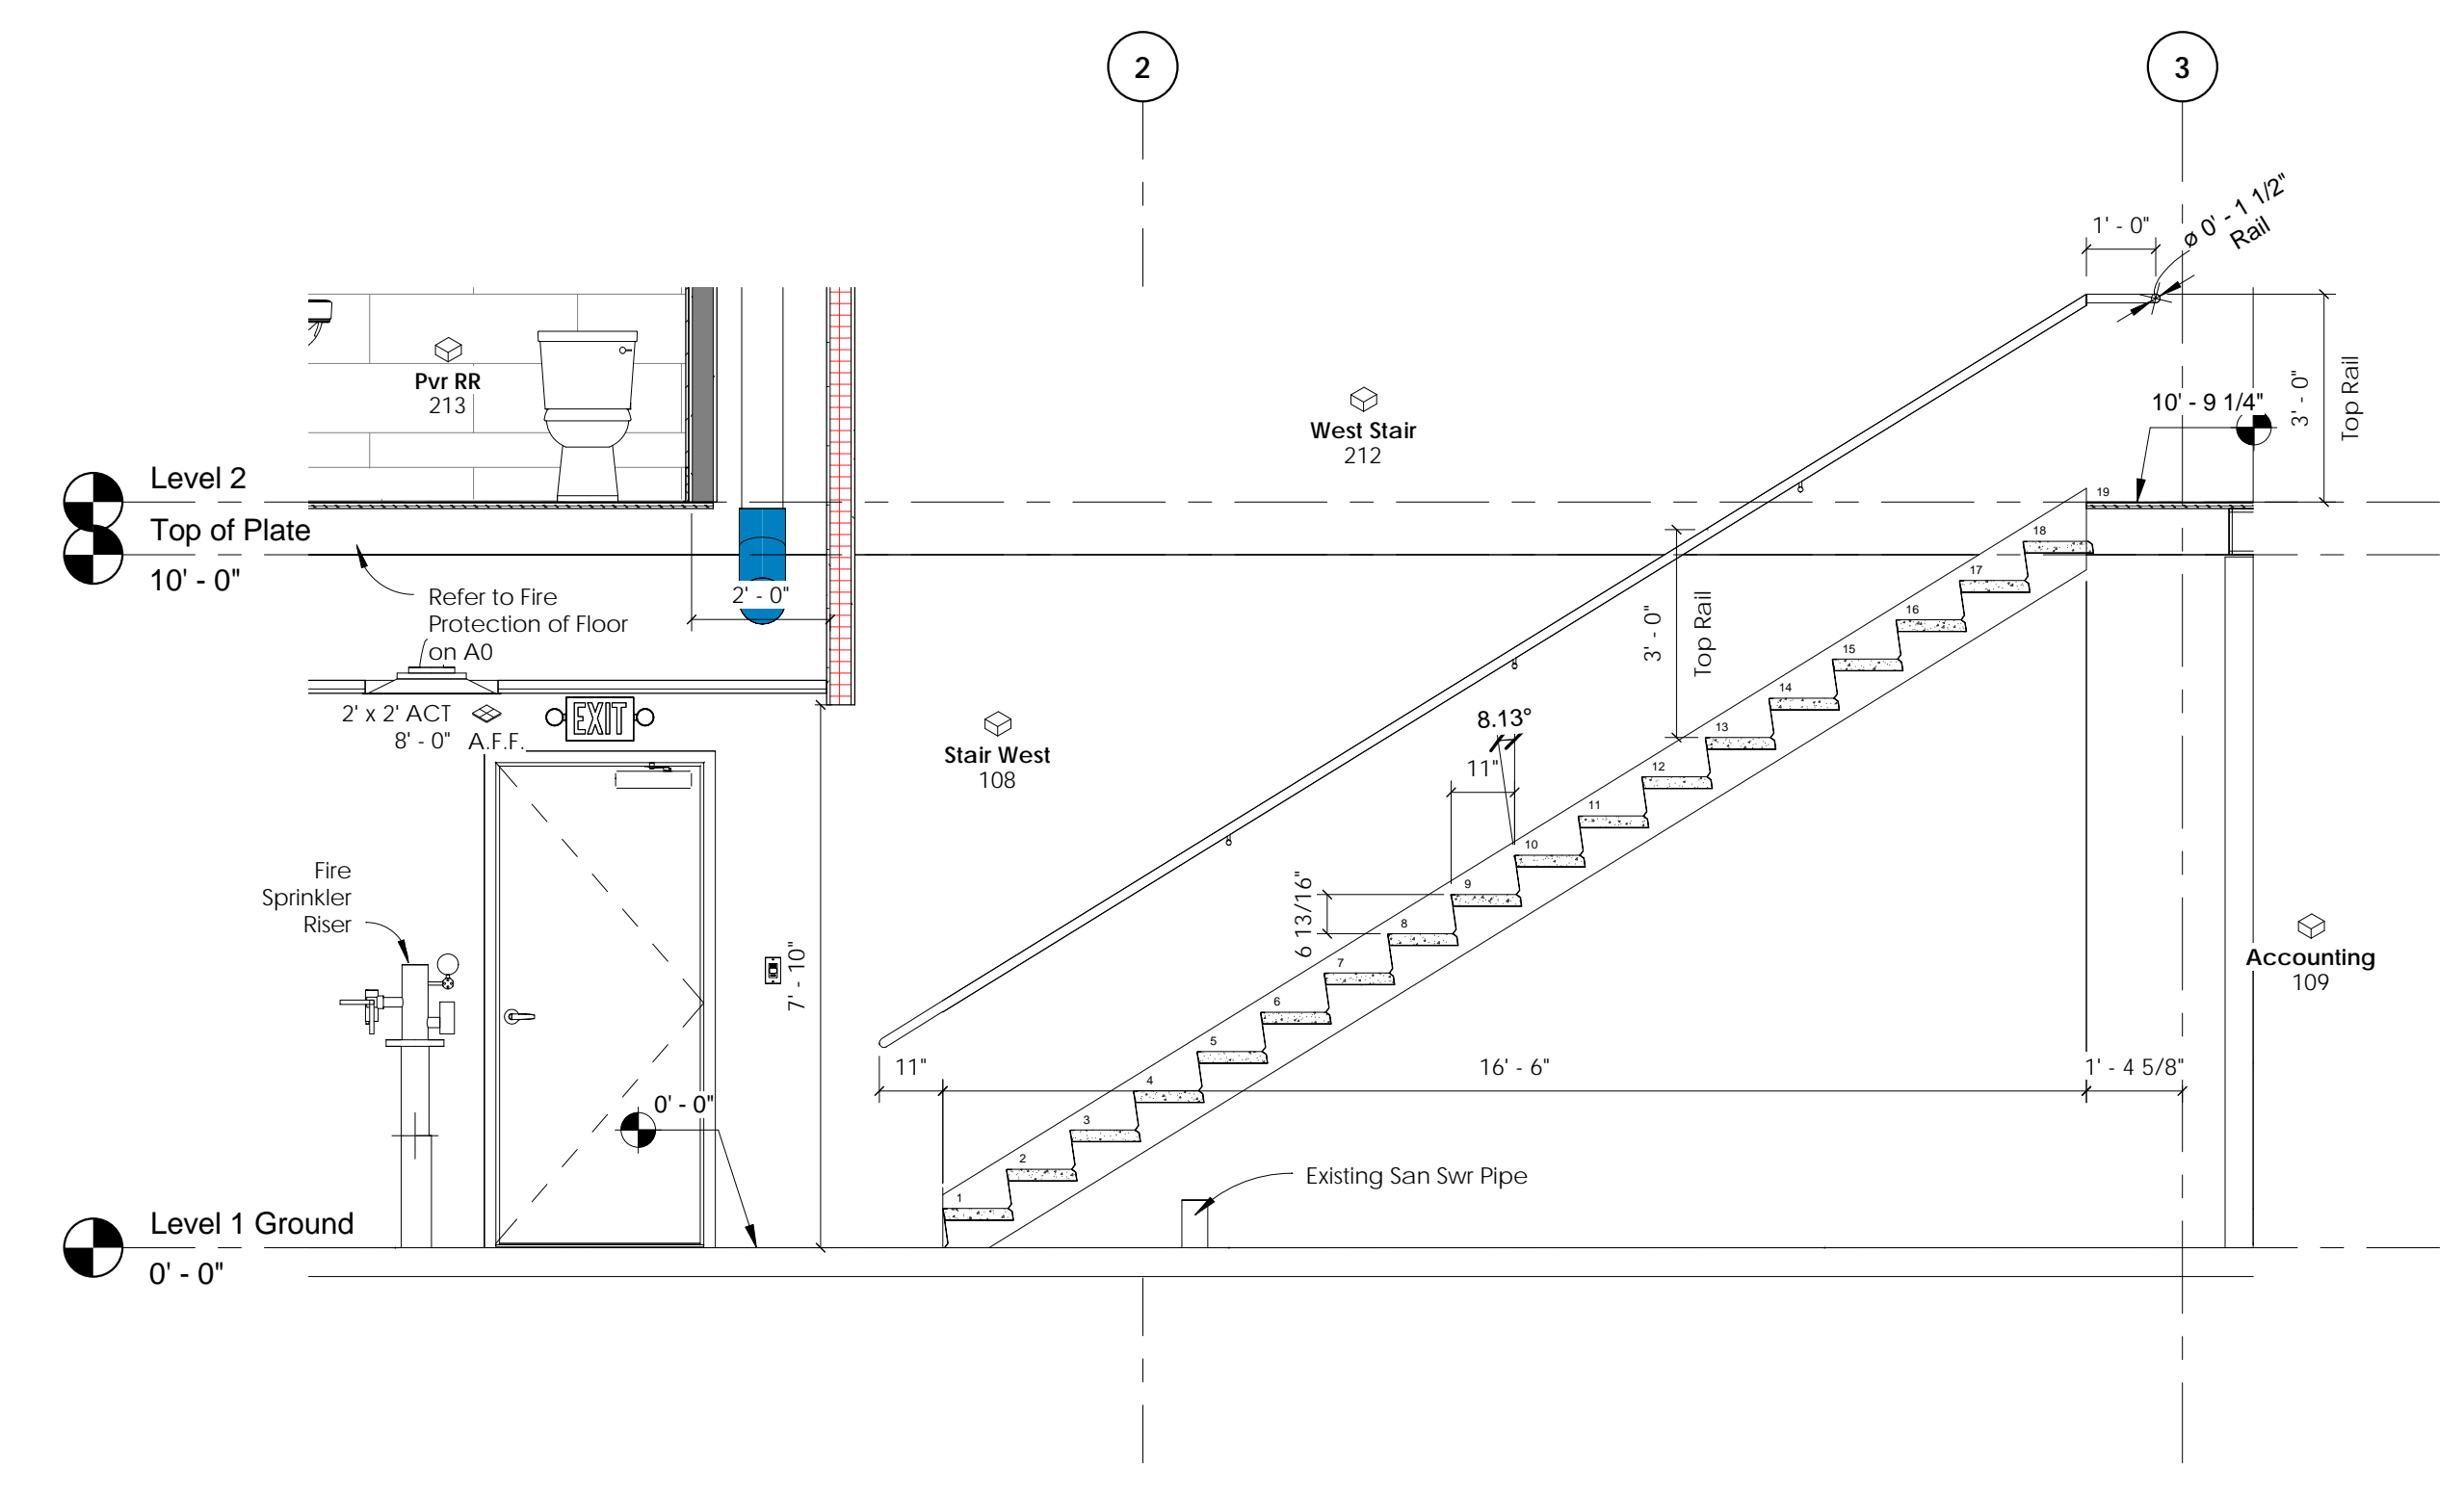 2
3
1' - 0"
ø 0' - 1 1/2"
Rail
Pvr RR
213
West Stair
212
10' - 9 1/4"
3' - 0"
Top Rail
Level 2
Top of Plate
10' - 0"
Refer to Fire
Protection of Floor
on A0
2' - 0"
2' x 2' ACT
8' - 0" A.F.F.
EXIT
Stair West
108
3' - 0"
Top Rail
8.13°
11"
6 13/16"
Fire
Sprinkler
Riser
7' - 10"
Accounting
109
11"
16' - 6"
1' - 4 5/8"
0' - 0"
Existing San Swr Pipe
Level 1 Ground
0' - 0"
1
2
3
4
5
6
7
8
9
10
11
12
13
14
15
16
17
18
19